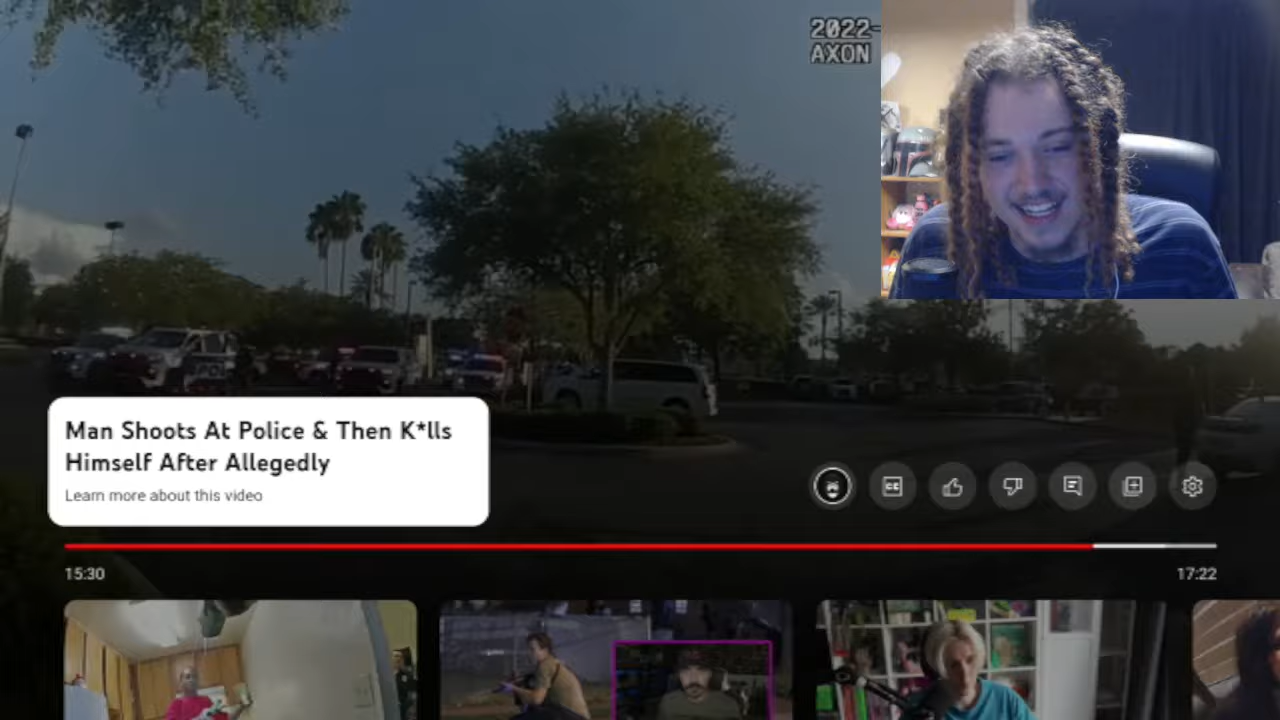 2022-
AXON
Man Shoots At Police & Then K*lls
Himself After Allegedly
Learn more about this video
CC
15:30
17:22